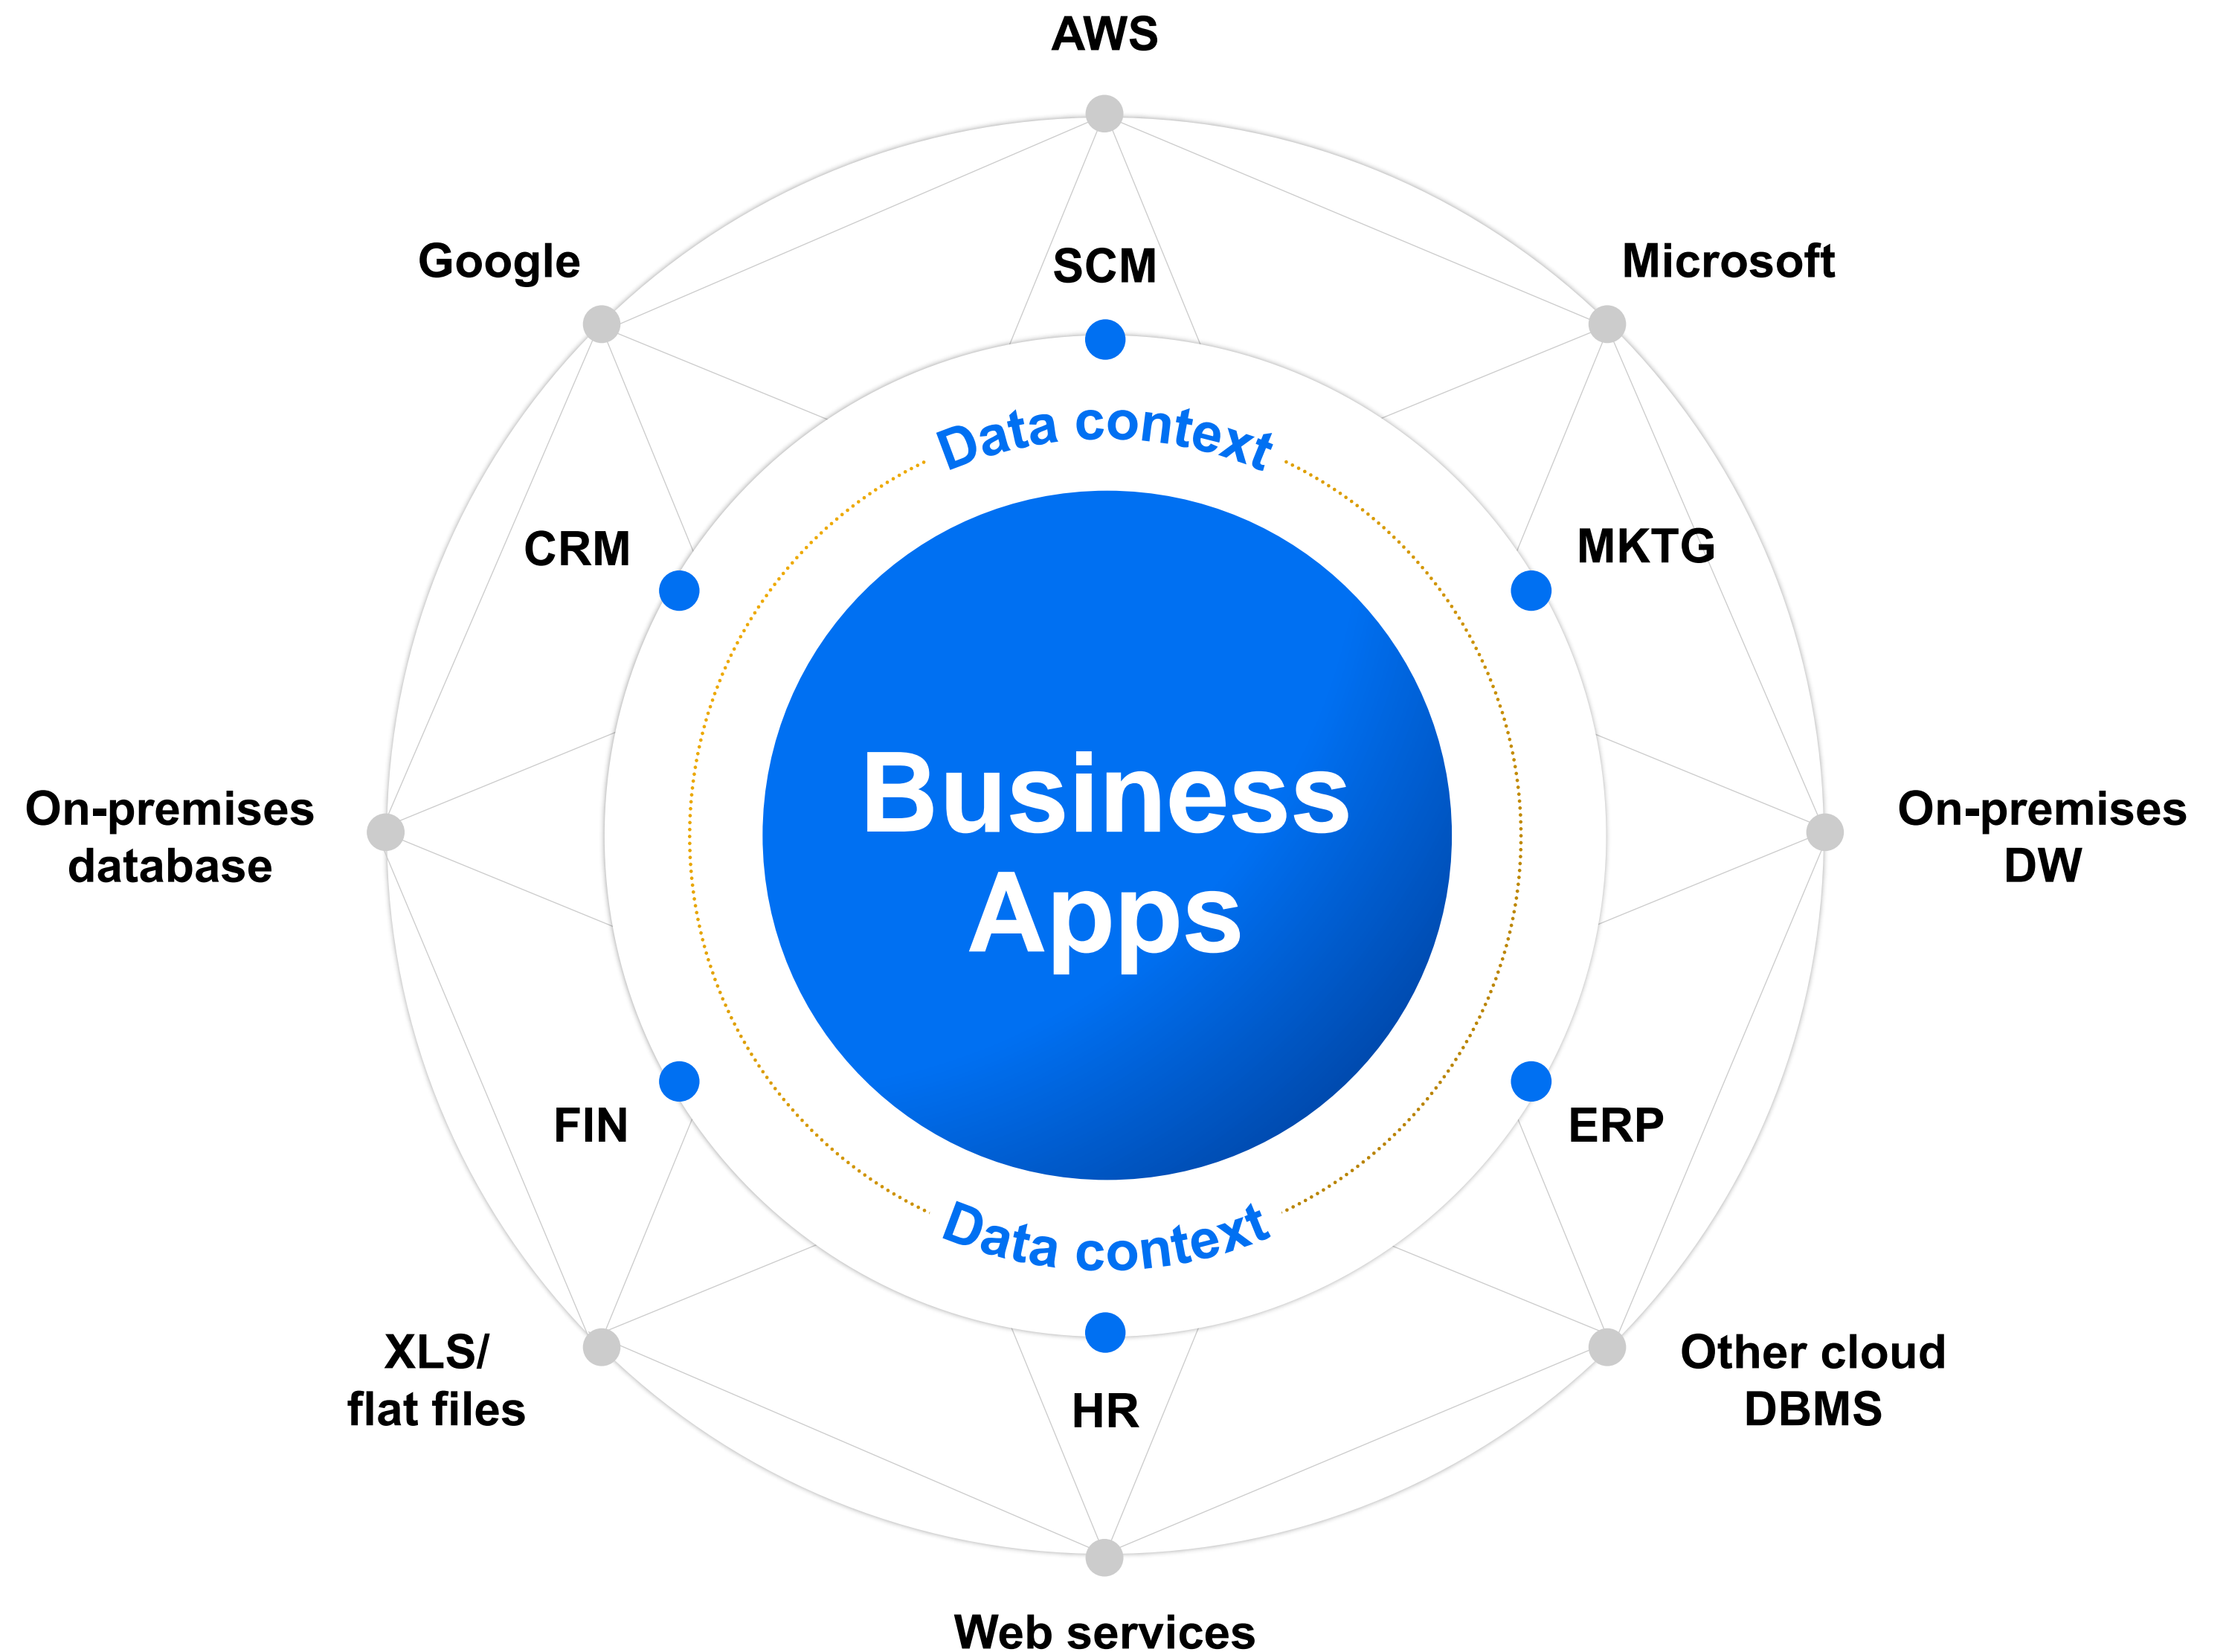 AWS
Google
Microsoft
SCM
Data context
CRM
MKTG
Business
Apps
On-premises
database
On-premises
DW
FIN
ERP
Data context
XLS/
flat files
HR
Other cloud
DBMS
Web services